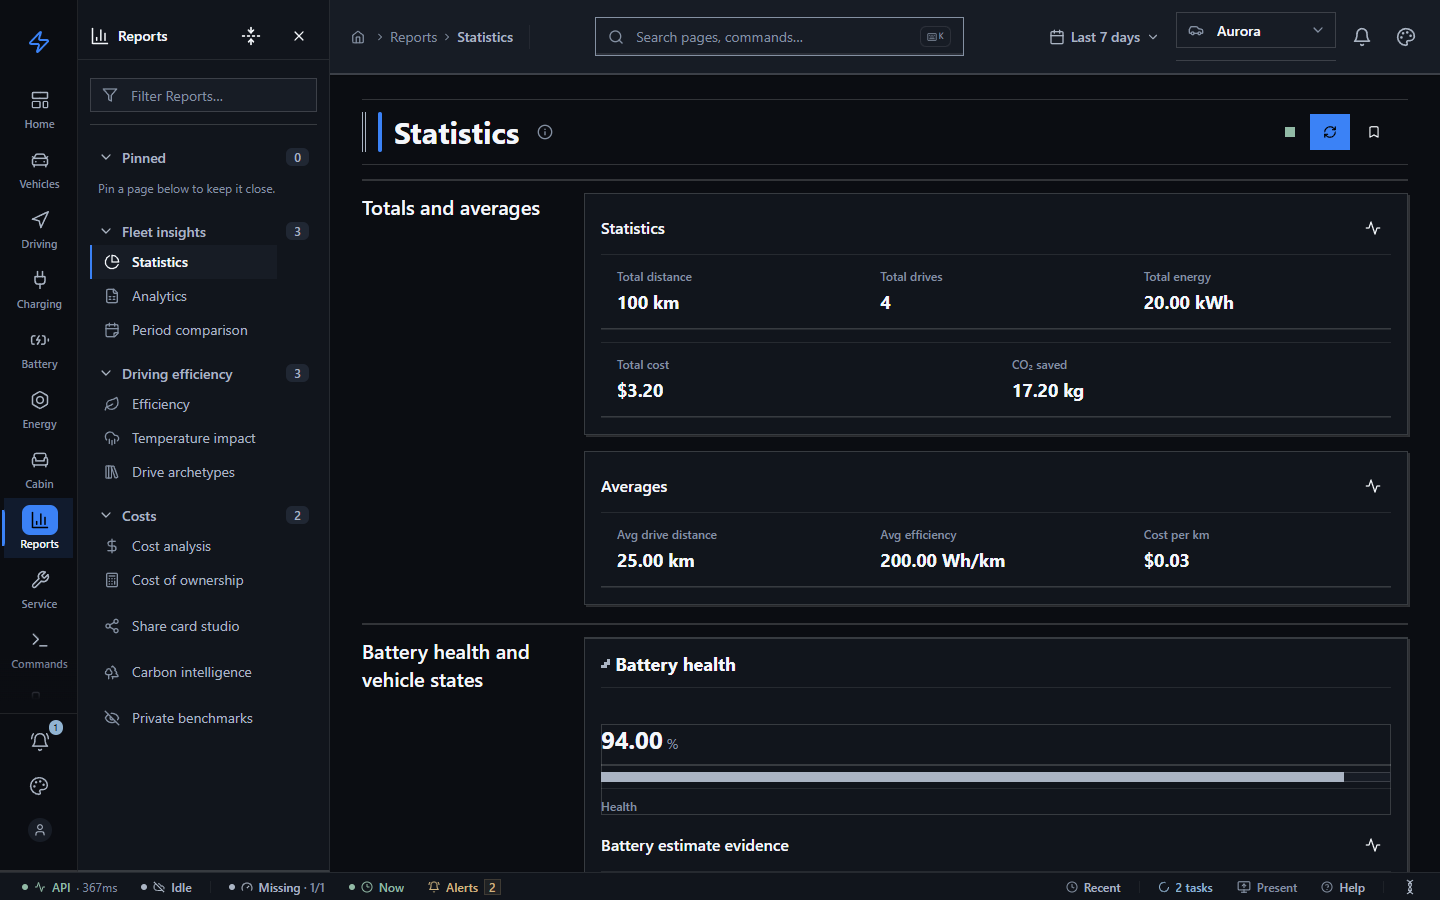 Home
Vehicles
Driving
Charging
Battery
Energy
Cabin
Reports
Service
Commands
1
Reports
Filter Reports...
Pinned 0
Pin a page below to keep it close.
Fleet insights 3
Statistics
Analytics
Period comparison
Driving efficiency 3
Efficiency
Temperature impact
Drive archetypes
Costs 2
Cost analysis
Cost of ownership
Share card studio
Carbon intelligence
Private benchmarks
Reports Statistics
Search pages, commands... K
Last 7 days
Aurora
Statistics
Totals and averages
Statistics
Total distance Total drives Total energy
100 km 4 20.00 kWh
Total cost CO₂ saved
$3.20 17.20 kg
Averages
Avg drive distance Avg efficiency Cost per km
25.00 km 200.00 Wh/km $0.03
Battery health and
vehicle states
Battery health
94.00 %
Health
Battery estimate evidence
API · 367ms Idle Missing · 1/1 Now Alerts 2 Recent 2 tasks Present Help